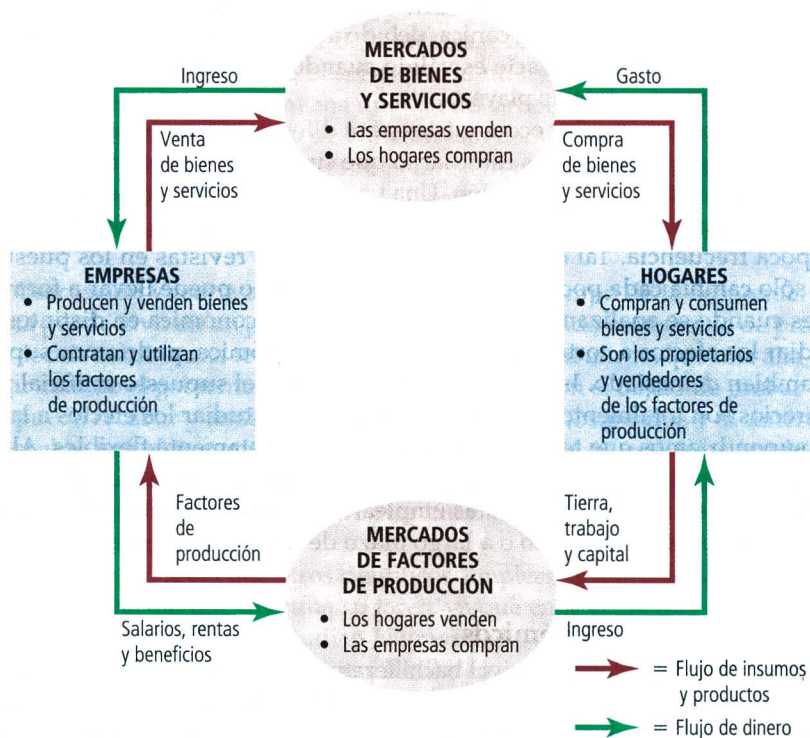 MERCADOS
DE BIENES
Y SERVICIOS
• Las empresas venden
• Los hogares compran
Ingreso
Gasto
Venta
de bienes
y servicios
Compra
de bienes
y servicios
EMPRESAS
• Producen y venden bienes
y servicios
• Contratan y utilizan
los factores
de producción
HOGARES
• Compran y consumen
bienes y servicios
• Son los propietarios
y vendedores
de los factores de
producción
Factores
de
producción
Tierra,
trabajo
y capital
MERCADOS
DE FACTORES
DE PRODUCCIÓN
• Los hogares venden
• Las empresas compran
Salarios, rentas
y beneficios
Ingreso
= Flujo de insumos
y productos
= Flujo de dinero